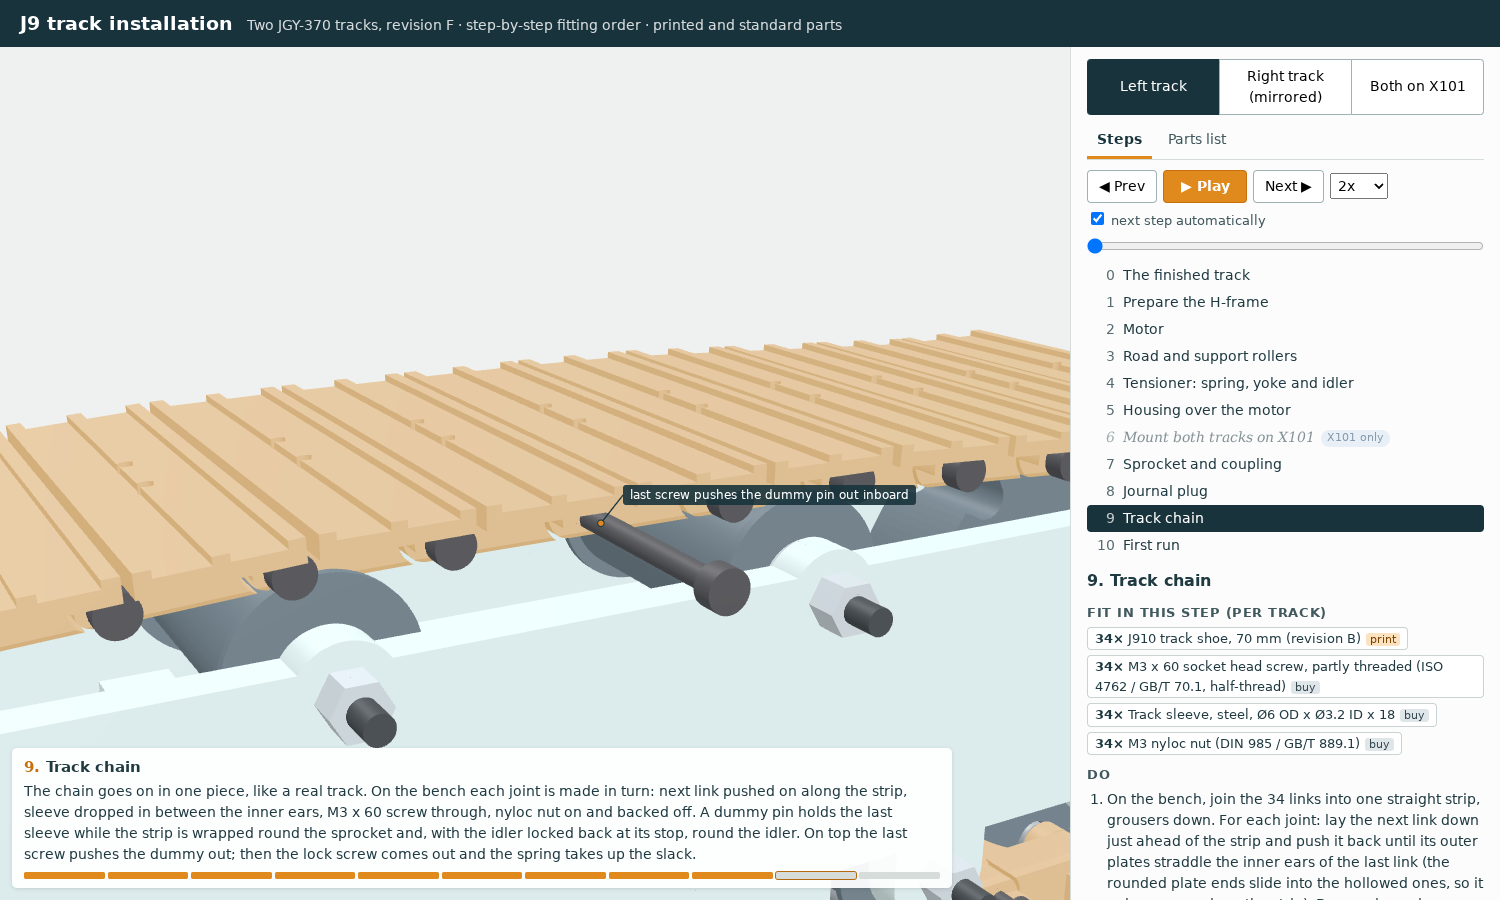 J9 track installation
Two JGY-370 tracks, revision F · step-by-step fitting order · printed and standard parts
Left track
Right track
(mirrored)
Both on X101
Steps
Parts list
◀ Prev
▶ Play
Next ▶
2x
next step automatically
0 The finished track
1 Prepare the H-frame
2 Motor
3 Road and support rollers
4 Tensioner: spring, yoke and idler
5 Housing over the motor
6 Mount both tracks on X101 X101 only
7 Sprocket and coupling
8 Journal plug
9 Track chain
10 First run
9. Track chain
FIT IN THIS STEP (PER TRACK)
34× J910 track shoe, 70 mm (revision B) print
34× M3 x 60 socket head screw, partly threaded (ISO
4762 / GB/T 70.1, half-thread) buy
34× Track sleeve, steel, Ø6 OD x Ø3.2 ID x 18 buy
34× M3 nyloc nut (DIN 985 / GB/T 889.1) buy
DO
1. On the bench, join the 34 links into one straight strip,
grousers down. For each joint: lay the next link down
just ahead of the strip and push it back until its outer
plates straddle the inner ears of the last link (the
rounded plate ends slide into the hollowed ones, so it
last screw pushes the dummy pin out inboard
9. Track chain
The chain goes on in one piece, like a real track. On the bench each joint is made in turn: next link pushed on along the strip,
sleeve dropped in between the inner ears, M3 x 60 screw through, nyloc nut on and backed off. A dummy pin holds the last
sleeve while the strip is wrapped round the sprocket and, with the idler locked back at its stop, round the idler. On top the last
screw pushes the dummy out; then the lock screw comes out and the spring takes up the slack.